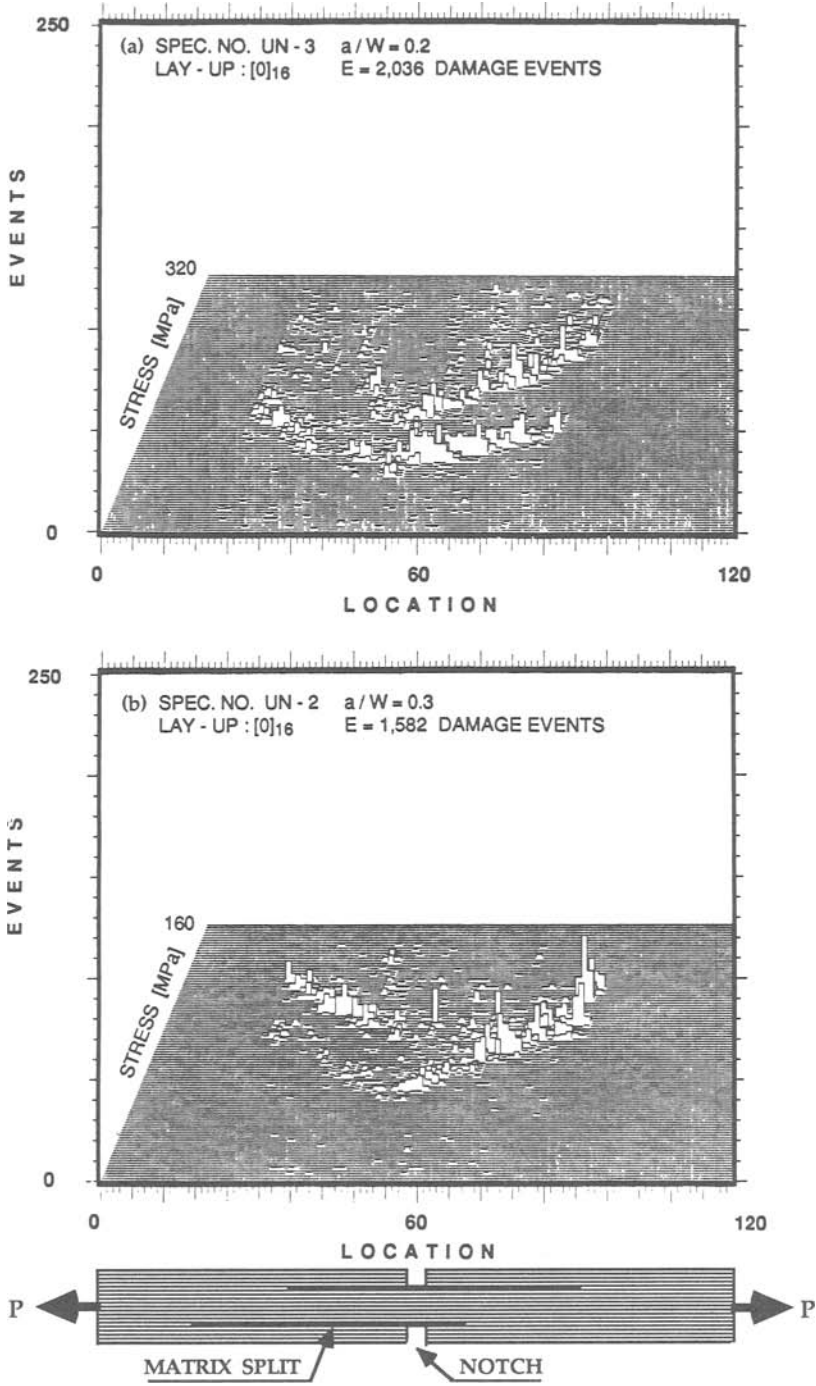 250
(a) SPEC. NO. UN - 3 a / W = 0.2
LAY - UP : [0]16 E = 2,036 DAMAGE EVENTS
EVENTS
320
STRESS [MPa]
0
0 60 120
LOCATION
250
(b) SPEC. NO. UN - 2 a / W = 0.3
LAY - UP : [0]16 E = 1,582 DAMAGE EVENTS
EVENTS
160
STRESS [MPa]
0
0 60 120
LOCATION
P P
MATRIX SPLIT NOTCH